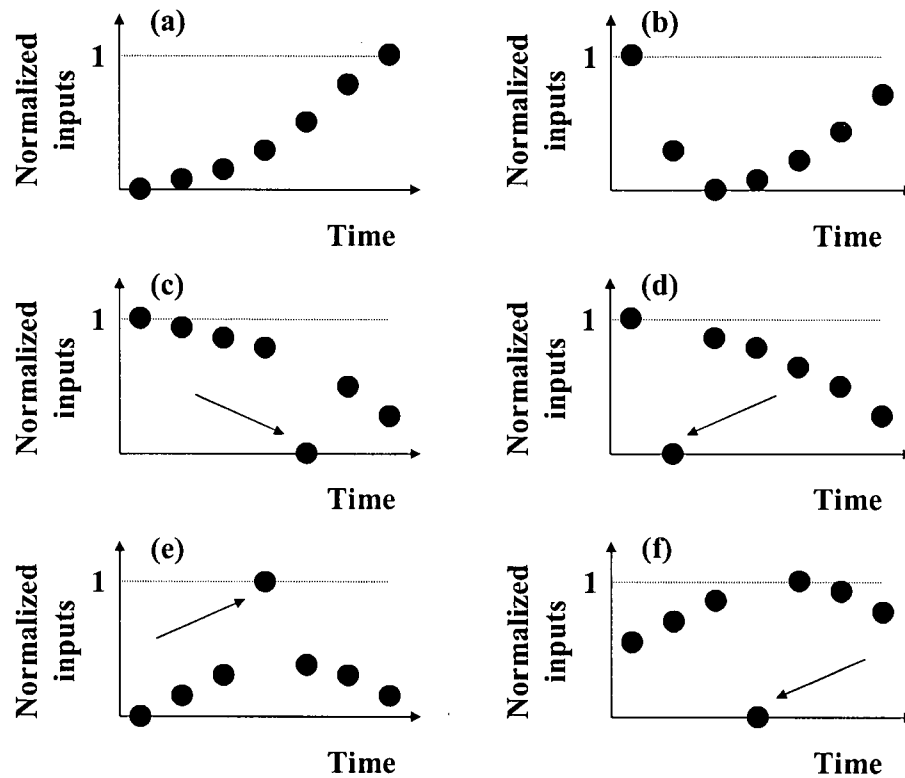 (a)
Normalized
inputs
1
Time
(b)
Normalized
inputs
1
Time
(c)
Normalized
inputs
1
Time
(d)
Normalized
inputs
1
Time
(e)
Normalized
inputs
1
Time
(f)
Normalized
inputs
1
Time